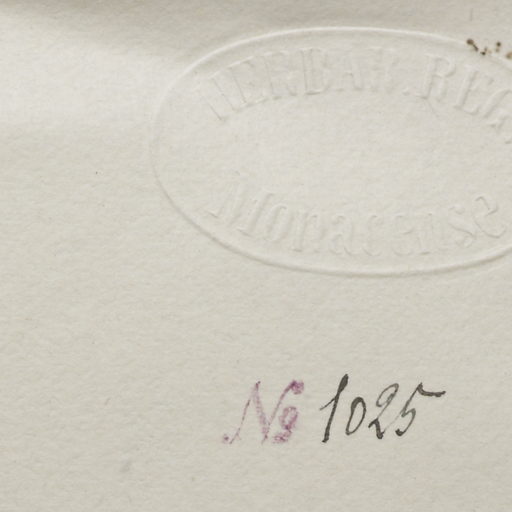 HERBAR. REG.
Monacense
No 1025